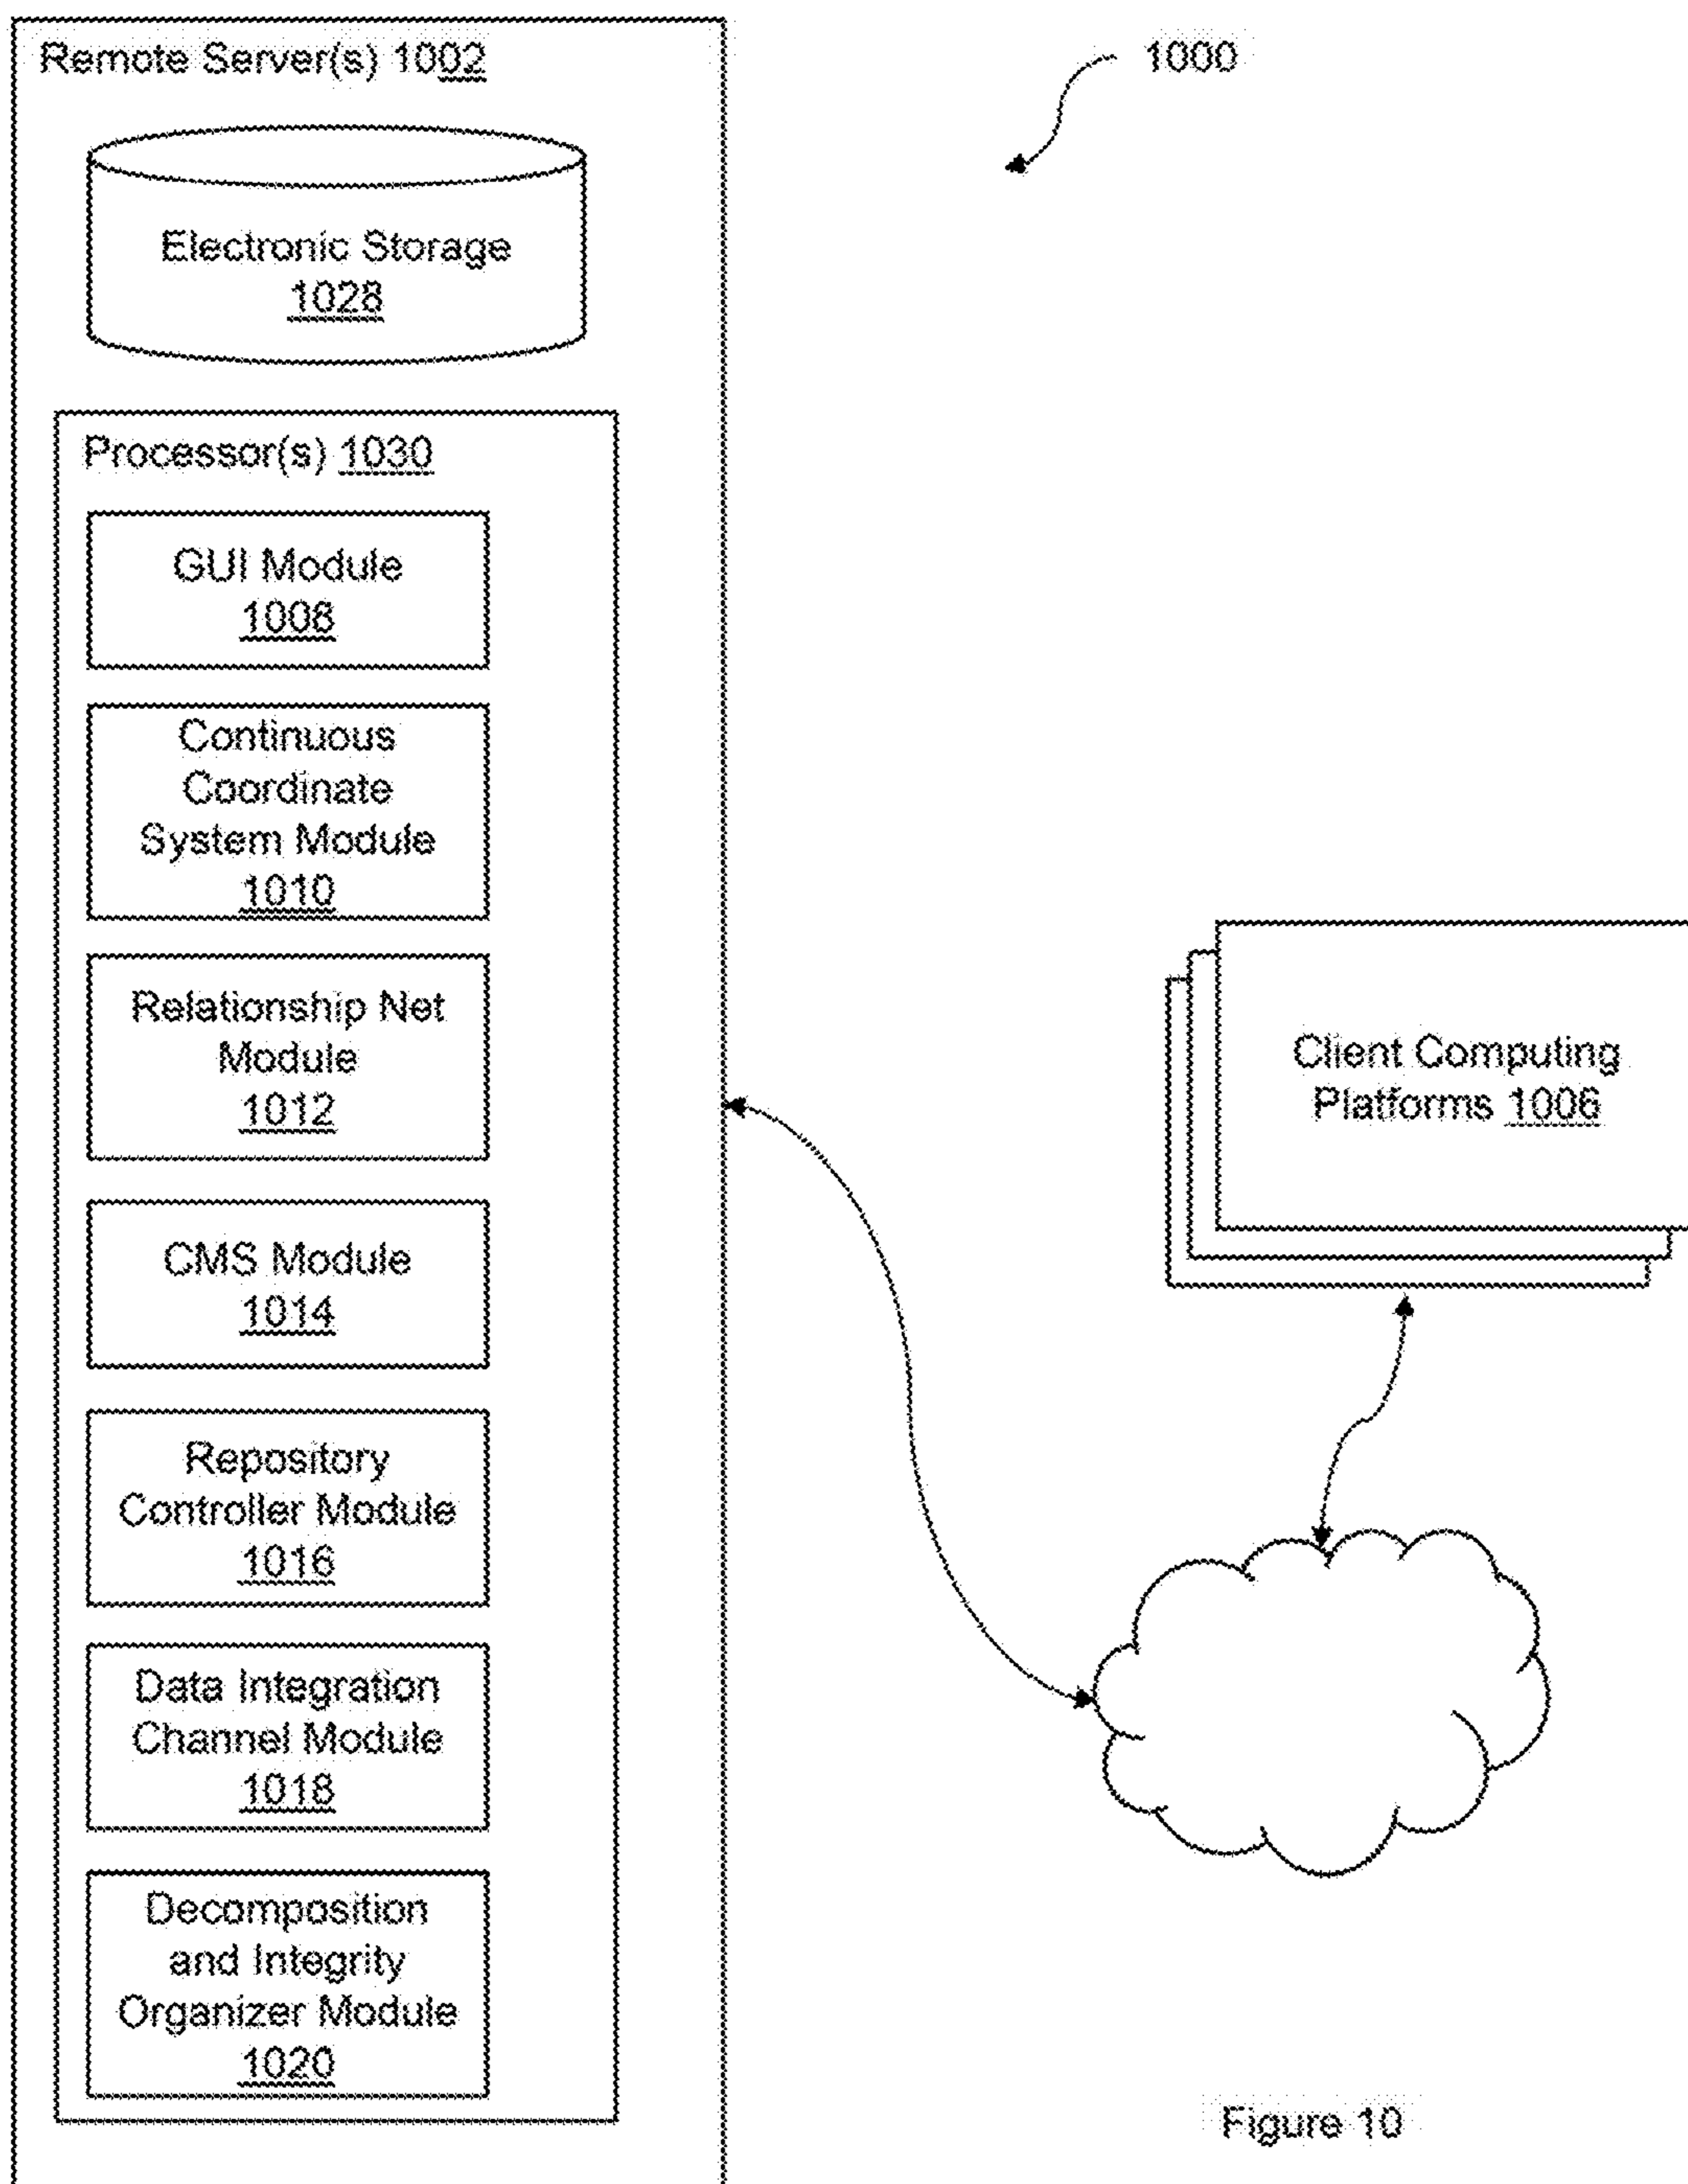 Remote Server(s) 1002
1000
Electronic Storage
1028
Processor(s) 1030
GUI Module
1008
Continuous
Coordinate
System Module
1010
Relationship Net
Module
1012
CMS Module
1014
Repository
Controller Module
1016
Data Integration
Channel Module
1018
Decomposition
and Integrity
Organizer Module
1020
Client Computing
Platforms 1006
Figure 10